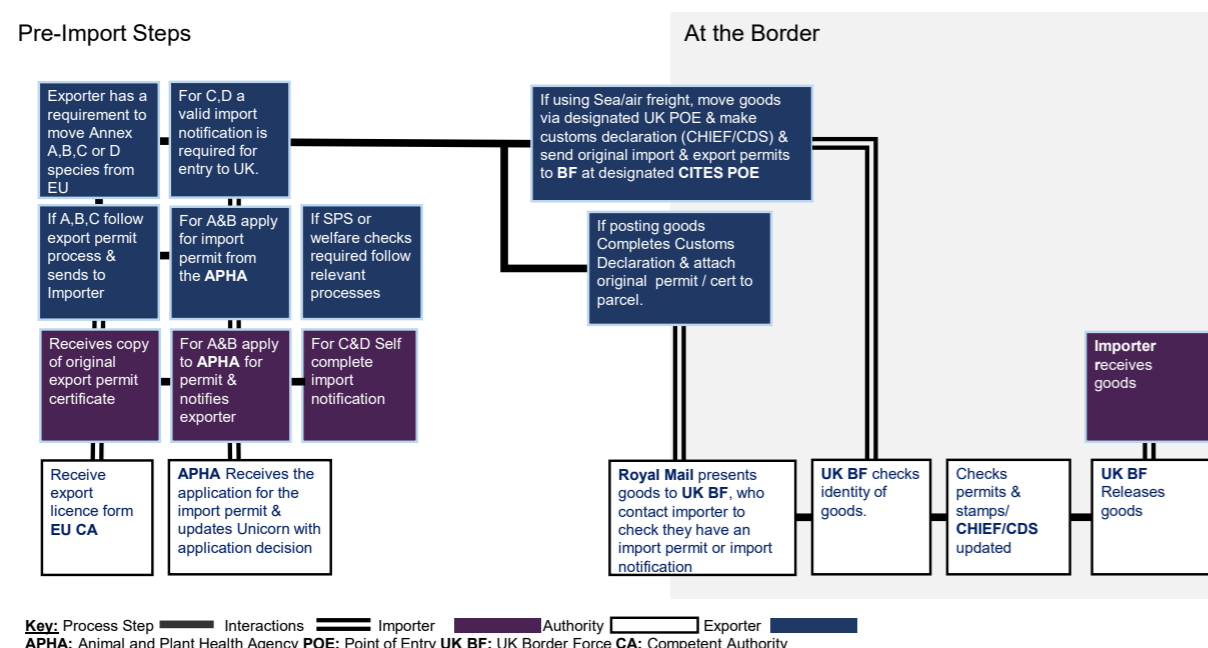 Pre-Import Steps
At the Border
Exporter has a
requirement to
move Annex
A,B,C or D
species from
EU
For C,D a
valid import
notification is
required for
entry to UK.
If using Sea/air freight, move goods
via designated UK POE & make
customs declaration (CHIEF/CDS) &
send original import & export permits
to BF at designated CITES POE
If A,B,C follow
export permit
process &
sends to
Importer
For A&B apply
for import
permit from
the APHA
If SPS or
welfare checks
required follow
relevant
processes
If posting goods
Completes Customs
Declaration & attach
original permit / cert to
parcel.
Receives copy
of original
export permit
certificate
For A&B apply
to APHA for
permit &
notifies
exporter
For C&D Self
complete
import
notification
Importer
receives
goods
Receive
export
licence form
EU CA
APHA Receives the
application for the
import permit &
updates Unicorn with
application decision
Royal Mail presents
goods to UK BF, who
contact importer to
check they have an
import permit or import
notification
UK BF checks
identity of
goods.
Checks
permits &
stamps/
CHIEF/CDS
updated
UK BF
Releases
goods
Key: Process Step Interactions Importer Authority Exporter
APHA: Animal and Plant Health Agency POE: Point of Entry UK BF: UK Border Force CA: Competent Authority